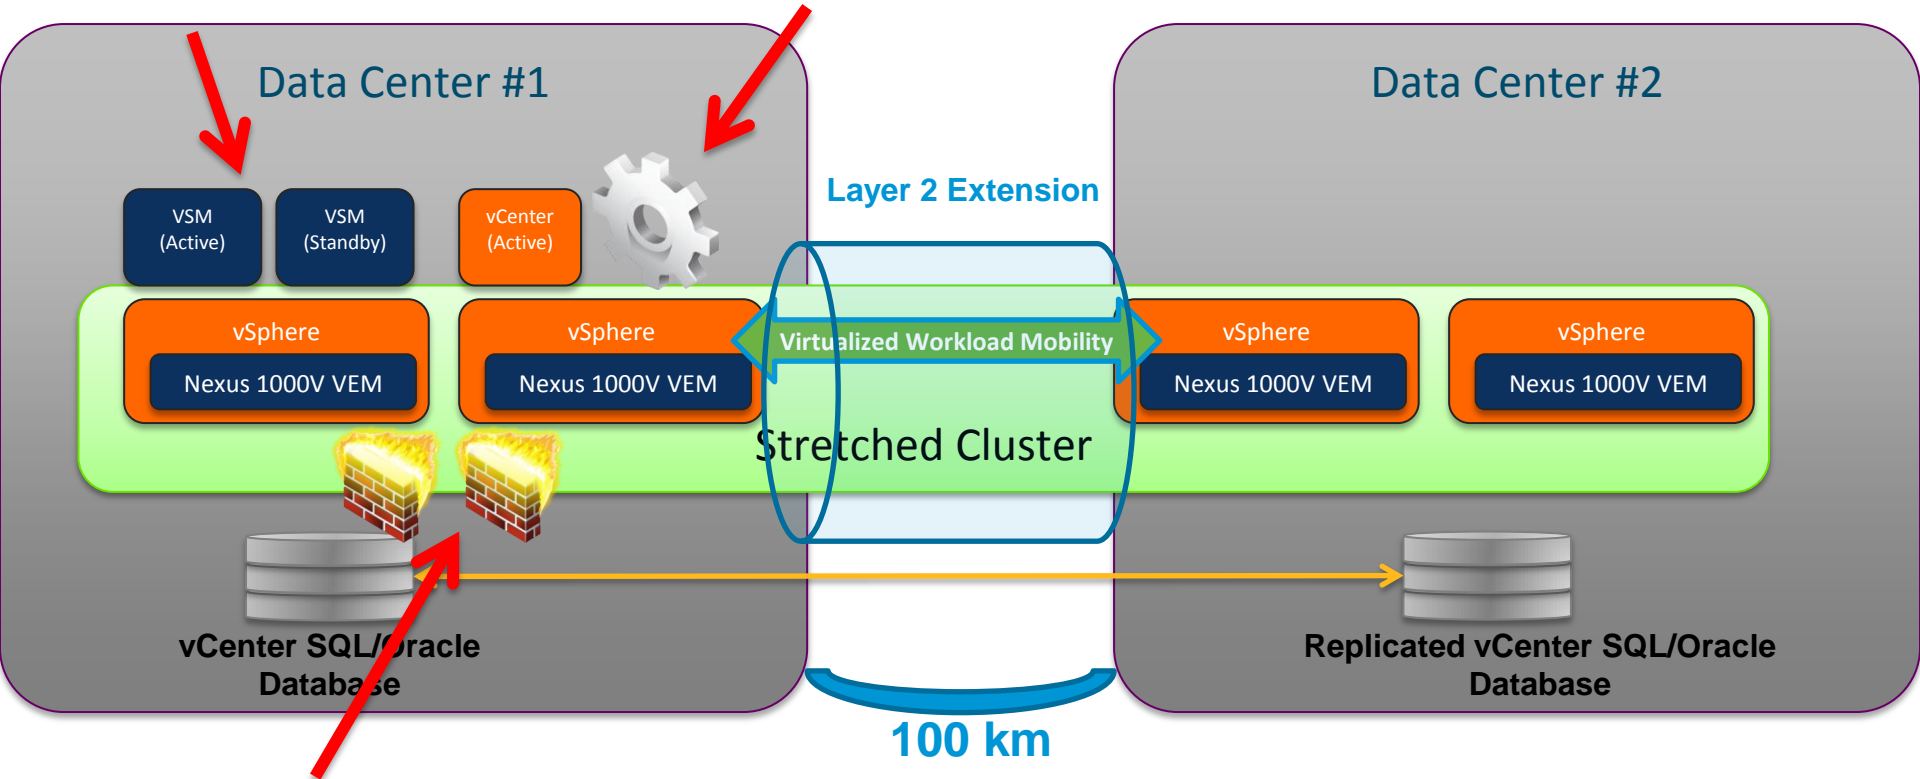 Data Center #1
Data Center #2
Layer 2 Extension
VSM
(Active)
VSM
(Standby)
vCenter
(Active)
vSphere
Nexus 1000V VEM
vSphere
Nexus 1000V VEM
Virtualized Workload Mobility
vSphere
Nexus 1000V VEM
vSphere
Nexus 1000V VEM
Stretched Cluster
vCenter SQL/Oracle
Database
Replicated vCenter SQL/Oracle
Database
100 km